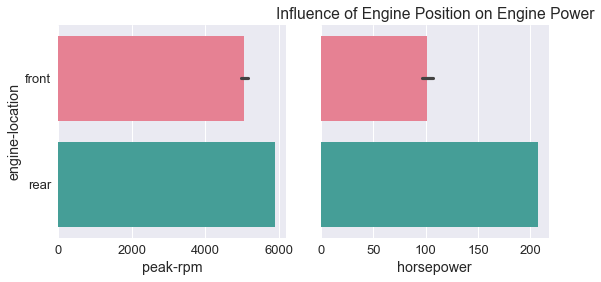 Influence of Engine Position on Engine Power
engine-location
front
rear
0 2000 4000 6000
peak-rpm
0 50 100 150 200
horsepower